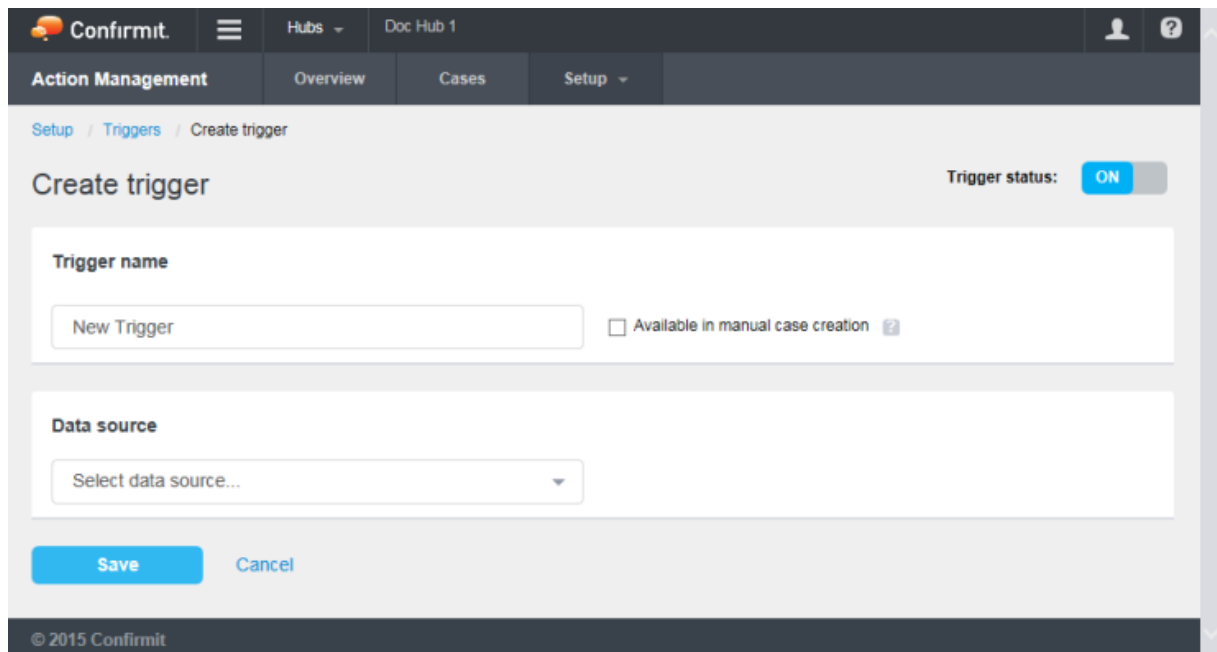 Confirmit. Hubs Doc Hub 1
Action Management Overview Cases Setup
Setup / Triggers / Create trigger
Create trigger Trigger status: ON
Trigger name
New Trigger Available in manual case creation ?
Data source
Select data source...
Save Cancel
© 2015 Confirmit